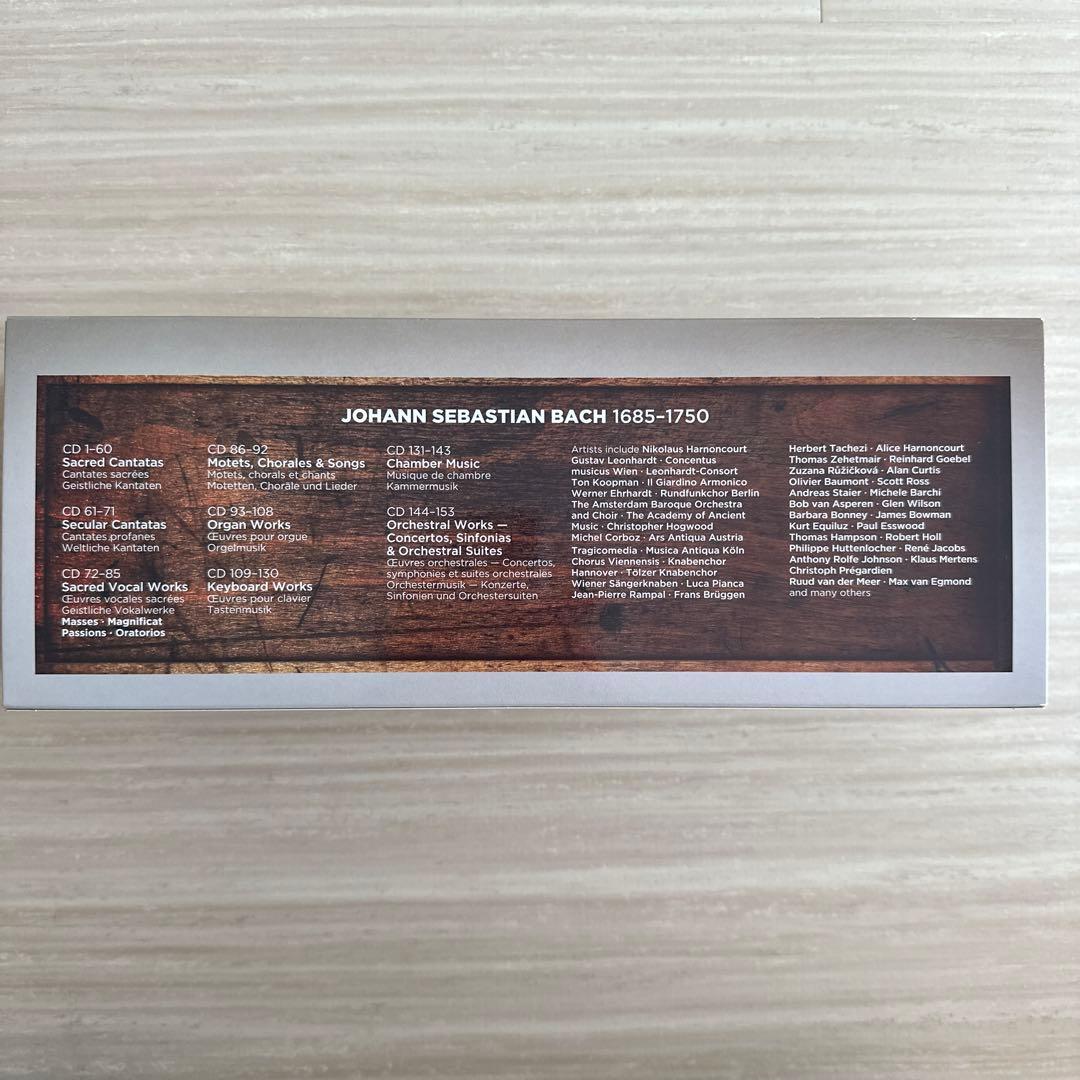 JOHANN SEBASTIAN BACH 1685–1750
CD 1–60
Sacred Cantatas
Cantates sacrées
Geistliche Kantaten
CD 61–71
Secular Cantatas
Cantates profanes
Weltliche Kantaten
CD 72–85
Sacred Vocal Works
Œuvres vocales sacrées
Geistliche Vokalwerke
Masses · Magnificat
Passions · Oratorios
CD 86–92
Motets, Chorales & Songs
Motets, chorals et chants
Motetten, Choräle und Lieder
CD 93–108
Organ Works
Œuvres pour orgue
Orgelmusik
CD 109–130
Keyboard Works
Œuvres pour clavier
Tastenmusik
CD 131–143
Chamber Music
Musique de chambre
Kammermusik
CD 144–153
Orchestral Works —
Concertos, Sinfonias
& Orchestral Suites
Œuvres orchestrales — Concertos,
symphonies et suites orchestrales
Orchestermusik — Konzerte,
Sinfonien und Orchestersuiten
Artists include Nikolaus Harnoncourt
Gustav Leonhardt · Concentus
musicus Wien · Leonhardt-Consort
Ton Koopman · Il Giardino Armonico
Werner Ehrhardt · Rundfunkchor Berlin
The Amsterdam Baroque Orchestra
and Choir · The Academy of Ancient
Music · Christopher Hogwood
Michel Corboz · Ars Antiqua Austria
Tragicomedia · Musica Antiqua Köln
Chorus Viennensis · Knabenchor
Hannover · Tölzer Knabenchor
Wiener Sängerknaben · Luca Pianca
Jean-Pierre Rampal · Frans Brüggen
Herbert Tachezi · Alice Harnoncourt
Thomas Zehetmair · Reinhard Goebel
Zuzana Růžičková · Alan Curtis
Olivier Baumont · Scott Ross
Andreas Staier · Michele Barchi
Bob van Asperen · Glen Wilson
Barbara Bonney · James Bowman
Kurt Equiluz · Paul Esswood
Thomas Hampson · Robert Holl
Philippe Huttenlocher · René Jacobs
Anthony Rolfe Johnson · Klaus Mertens
Christoph Prégardien
Ruud van der Meer · Max van Egmond
and many others